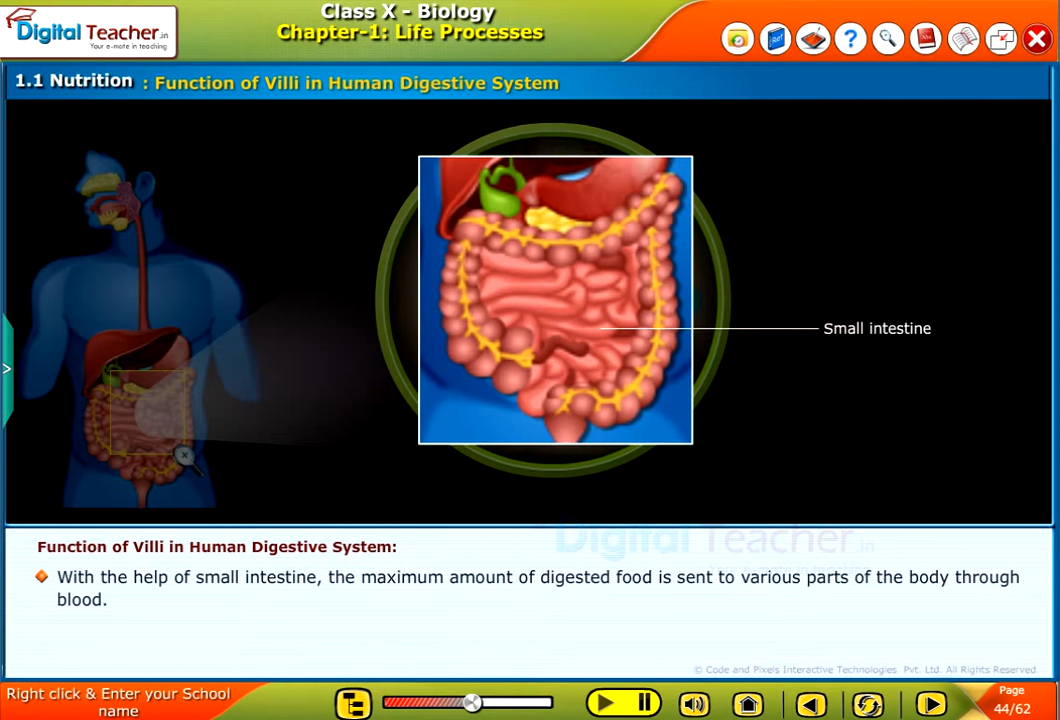 Digital Teacher.in
Your e-mate in teaching
Class X - Biology
Chapter-1: Life Processes
Ref
?
Abc
1.1 Nutrition : Function of Villi in Human Digestive System
Small intestine
>
Digital Teacher.in
Function of Villi in Human Digestive System:
With the help of small intestine, the maximum amount of digested food is sent to various parts of the body through
blood.
© Code and Pixels Interactive Technologies Pvt. Ltd. All Rights Reserved.
Right click & Enter your School
name
Page
44/62